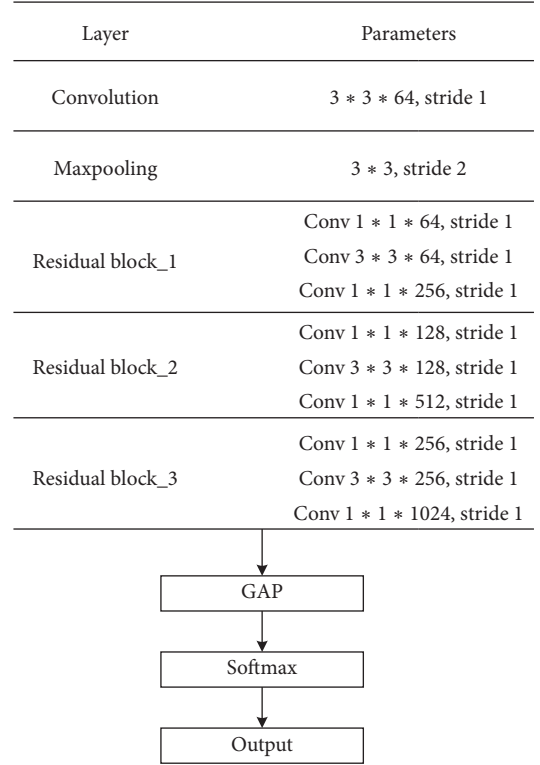 Layer Parameters
Convolution 3 ∗ 3 ∗ 64, stride 1
Maxpooling 3 ∗ 3, stride 2
Residual block_1
Conv 1 ∗ 1 ∗ 64, stride 1
Conv 3 ∗ 3 ∗ 64, stride 1
Conv 1 ∗ 1 ∗ 256, stride 1
Residual block_2
Conv 1 ∗ 1 ∗ 128, stride 1
Conv 3 ∗ 3 ∗ 128, stride 1
Conv 1 ∗ 1 ∗ 512, stride 1
Residual block_3
Conv 1 ∗ 1 ∗ 256, stride 1
Conv 3 ∗ 3 ∗ 256, stride 1
Conv 1 ∗ 1 ∗ 1024, stride 1
GAP
Softmax
Output